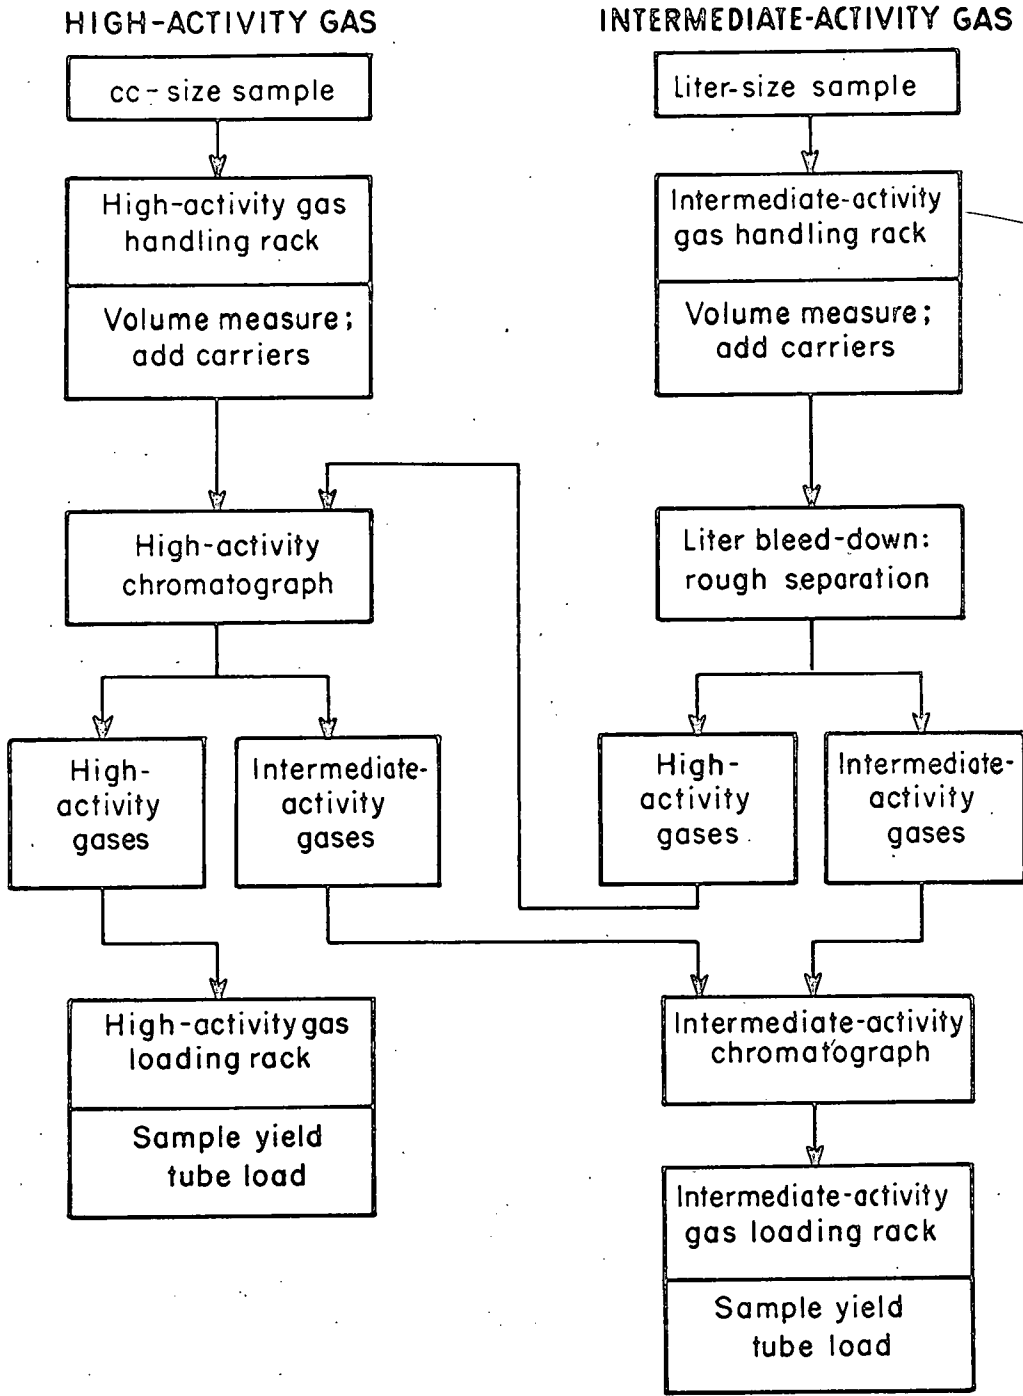 HIGH-ACTIVITY GAS
cc-size sample
High-activity gas
handling rack
Volume measure;
add carriers
High-activity
chromatograph
High-
activity
gases
Intermediate-
activity
gases
High-activity gas
loading rack
Sample yield
tube load
INTERMEDIATE-ACTIVITY GAS
Liter-size sample
Intermediate-activity
gas handling rack
Volume measure;
add carriers
Liter bleed-down:
rough separation
High-
activity
gases
Intermediate-
activity
gases
Intermediate-activity
chromatograph
Intermediate-activity
gas loading rack
Sample yield
tube load